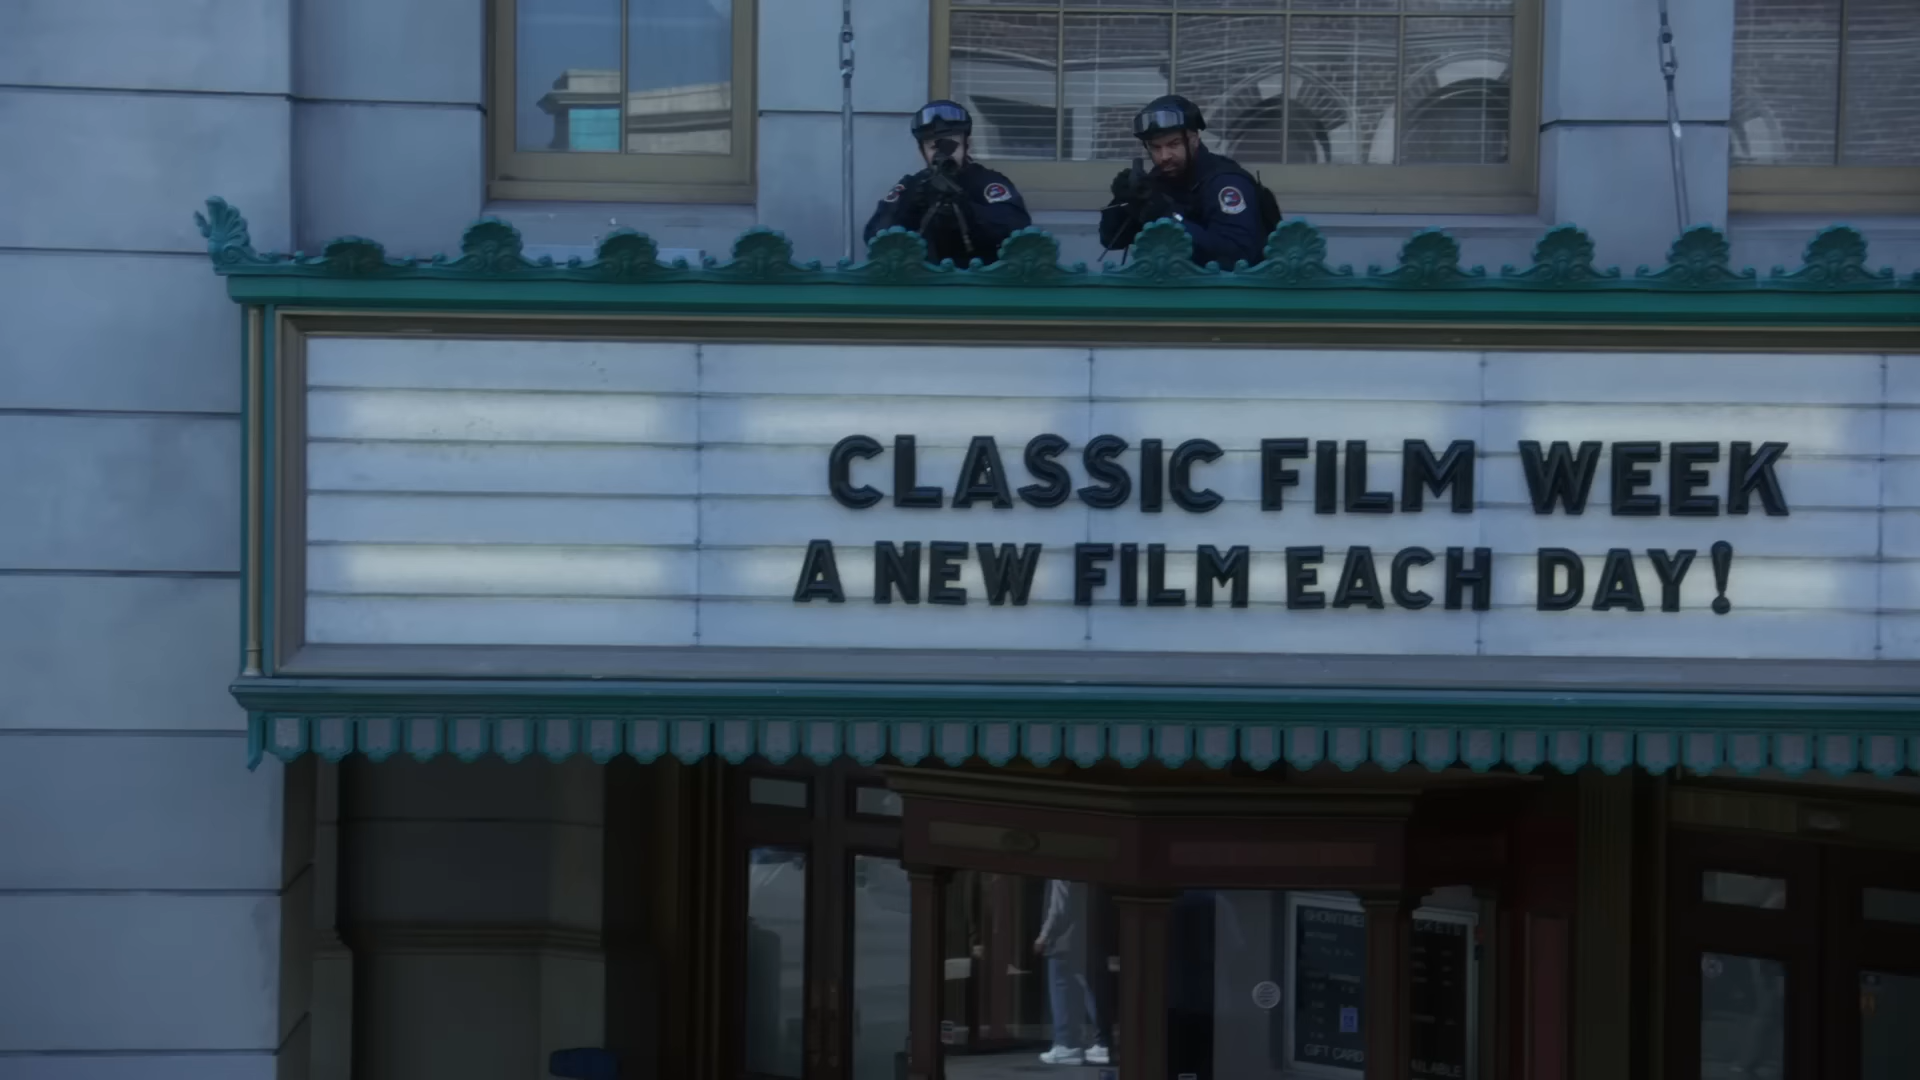 CLASSIC FILM WEEK
A NEW FILM EACH DAY!
SHOWTIMES
GIFT CARD